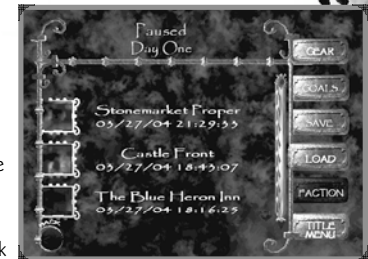 Paused
Day One
GEAR
GOALS
SAVE
LOAD
FACTION
TITLE
MENU
Stonemarket Proper
03/27/04 21:29:33
Castle Front
03/27/04 18:43:07
The Blue Heron Inn
03/27/04 18:16:25
e
k